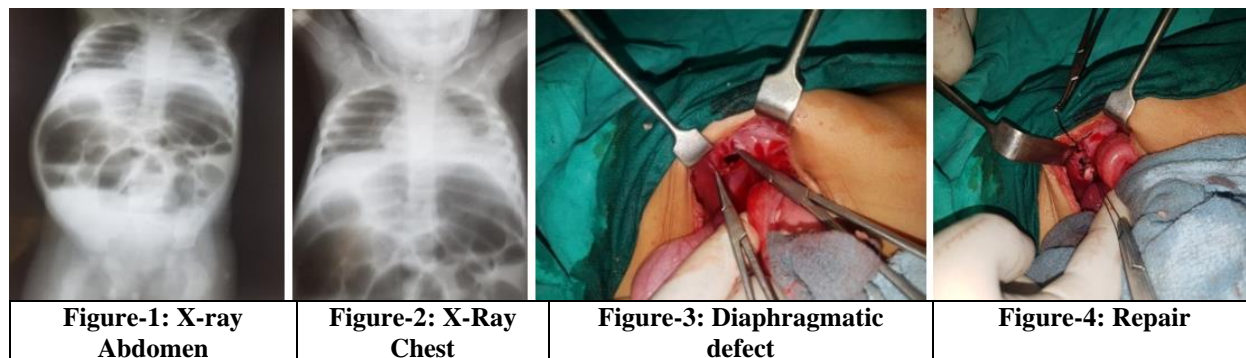 Figure-1: X-ray
Abdomen
Figure-2: X-Ray
Chest
Figure-3: Diaphragmatic
defect
Figure-4: Repair